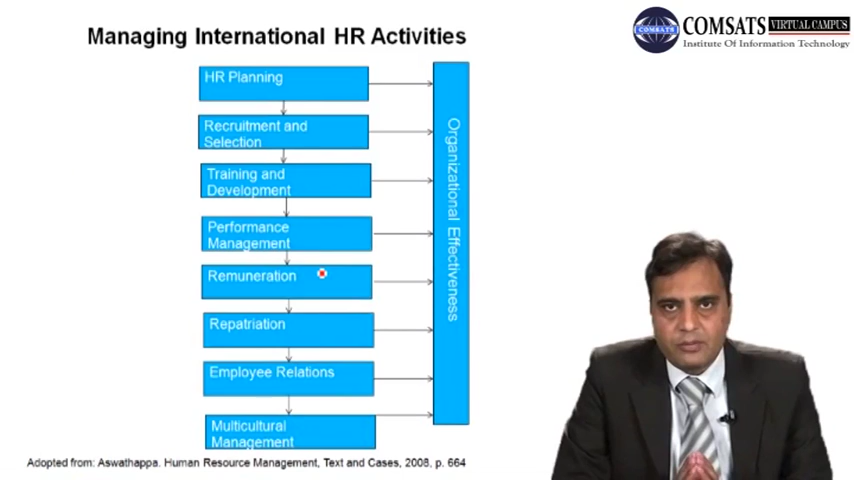 Managing International HR Activities
COMSATS
COMSATS
VIRTUAL CAMPUS
Institute Of Information Technology
HR Planning
Recruitment and
Selection
Training and
Development
Performance
Management
Remuneration
Repatriation
Employee Relations
Multicultural
Management
Organizational Effectiveness
Adopted from: Aswathappa. Human Resource Management, Text and Cases, 2008, p. 664